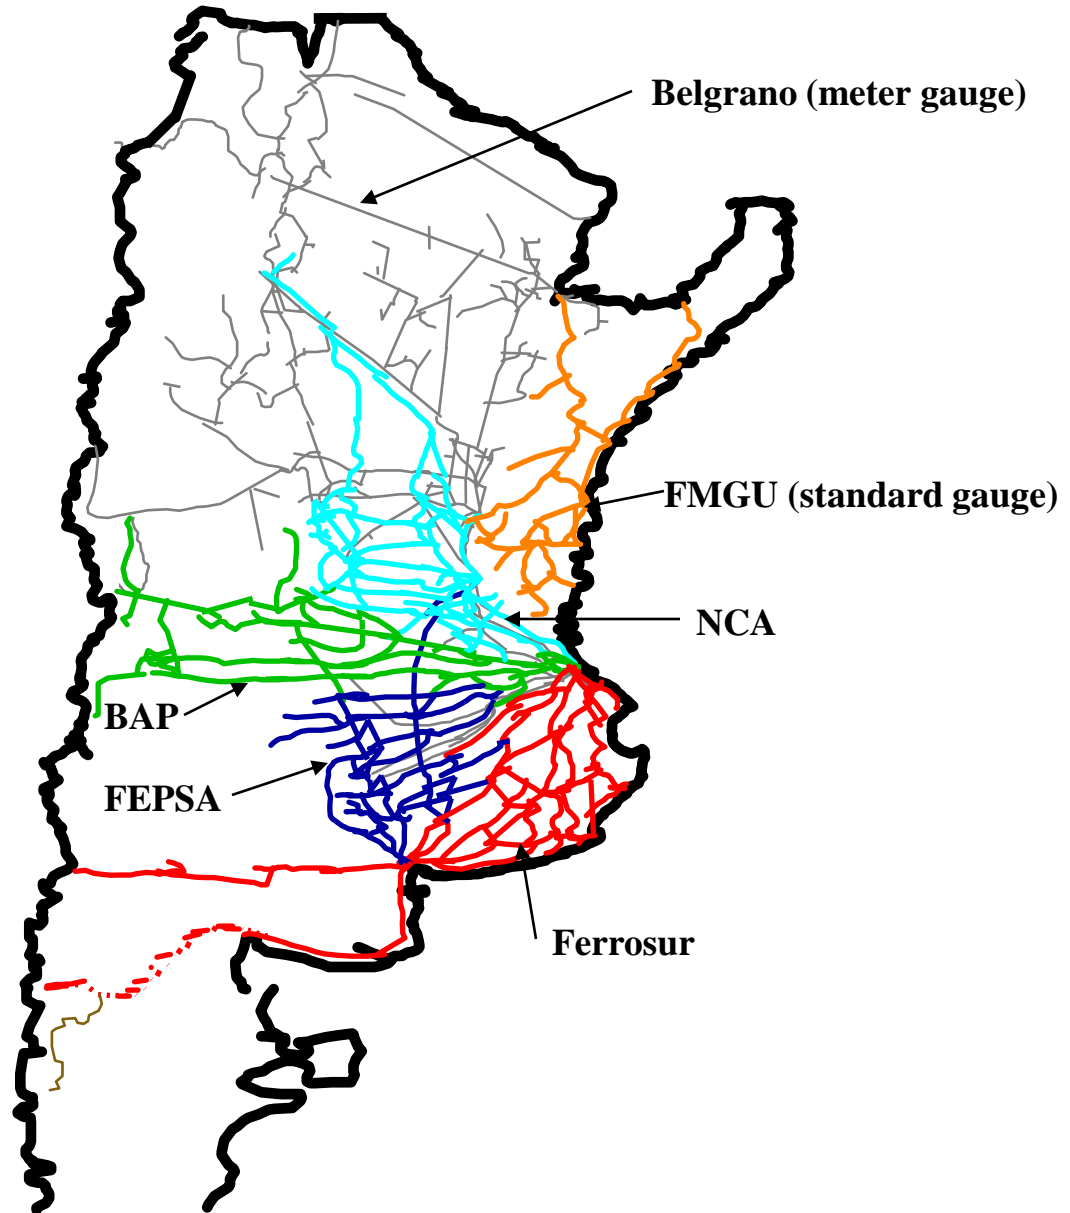 Belgrano (meter gauge)
FMGU (standard gauge)
NCA
BAP
FEPSA
Ferrosur